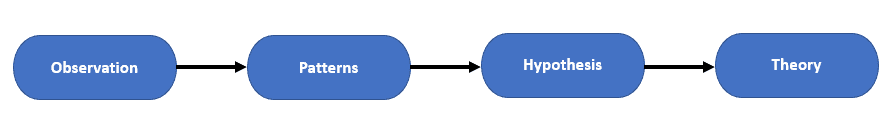 Observation
Patterns
Hypothesis
Theory